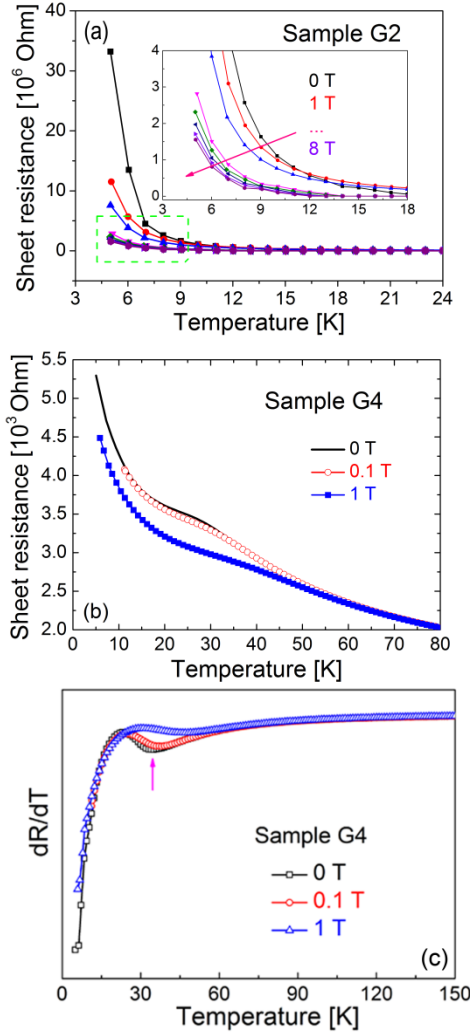 (a)
Sample G2
Sheet resistance [10⁶ Ohm]
40
30
20
10
0
4
3
2
1
0
0 T
1 T
...
8 T
3 6 9 12 15 18
3 6 9 12 15 18 21 24
Temperature [K]
Sheet resistance [10³ Ohm]
5.5
5.0
4.5
4.0
3.5
3.0
2.5
2.0
Sample G4
0 T
0.1 T
1 T
(b)
0 10 20 30 40 50 60 70 80
Temperature [K]
dR/dT
Sample G4
0 T
0.1 T
1 T
(c)
0 30 60 90 120 150
Temperature [K]